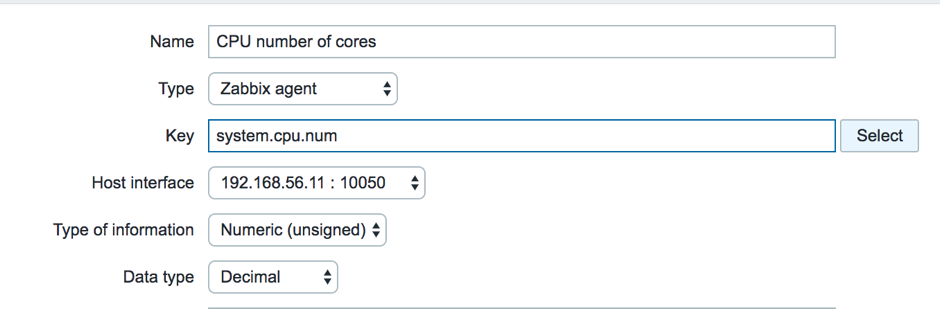 Name CPU number of cores
Type Zabbix agent
Key system.cpu.num Select
Host interface 192.168.56.11 : 10050
Type of information Numeric (unsigned)
Data type Decimal